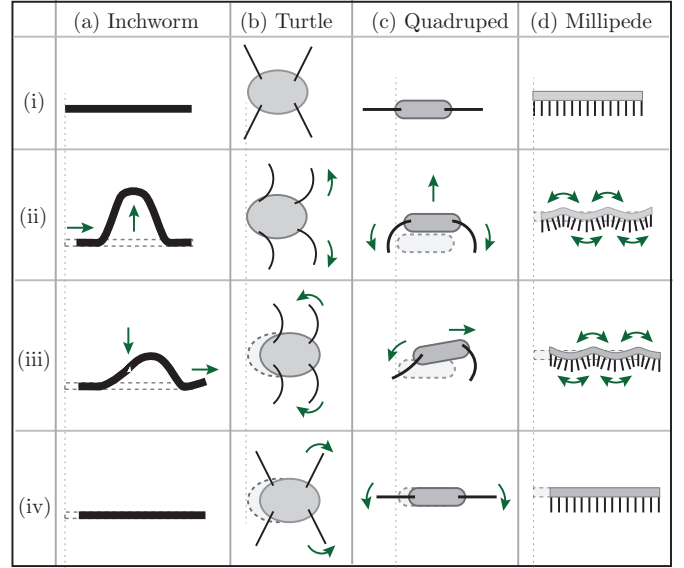 (a) Inchworm (b) Turtle (c) Quadruped (d) Millipede
(i)
(ii)
(iii)
(iv)